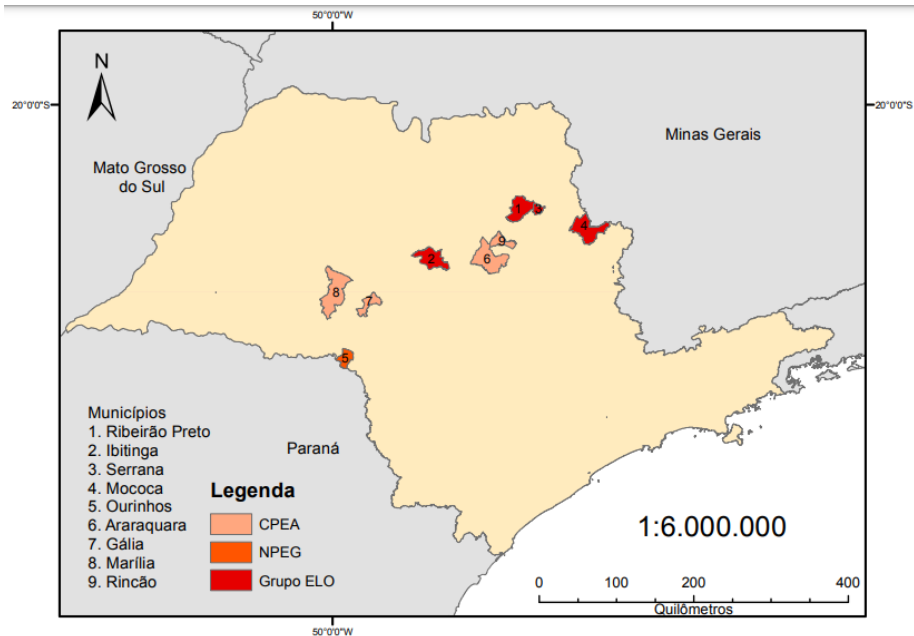 50°0'0"W
N
20°0'0"S
20°0'0"S
Minas Gerais
Mato Grosso
do Sul
1
3
4
9
2
6
8
7
5
Municípios
1. Ribeirão Preto
2. Ibitinga
3. Serrana
4. Mococa
5. Ourinhos
6. Araraquara
7. Gália
8. Marília
9. Rincão
Paraná
Legenda
CPEA
NPEG
Grupo ELO
1:6.000.000
0 100 200 300 400
Quilômetros
50°0'0"W